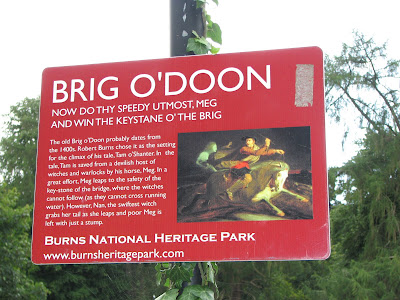 BRIG O'DOON
NOW DO THY SPEEDY UTMOST, MEG
AND WIN THE KEYSTANE O' THE BRIG
The old Brig o'Doon probably dates from
the 1400s. Robert Burns chose it as the setting
for the climax of his tale, Tam o'Shanter. In the
tale, Tam is saved from a devilish host of
witches and warlocks by his horse, Meg. In a
great effort, Meg leaps to the safety of the
key-stone of the bridge, where the witches
cannot follow (as they cannot cross running
water). However, Nan, the swiftest witch
grabs her tail as she leaps and poor Meg is
left with just a stump.
BURNS NATIONAL HERITAGE PARK
www.burnsheritagepark.com